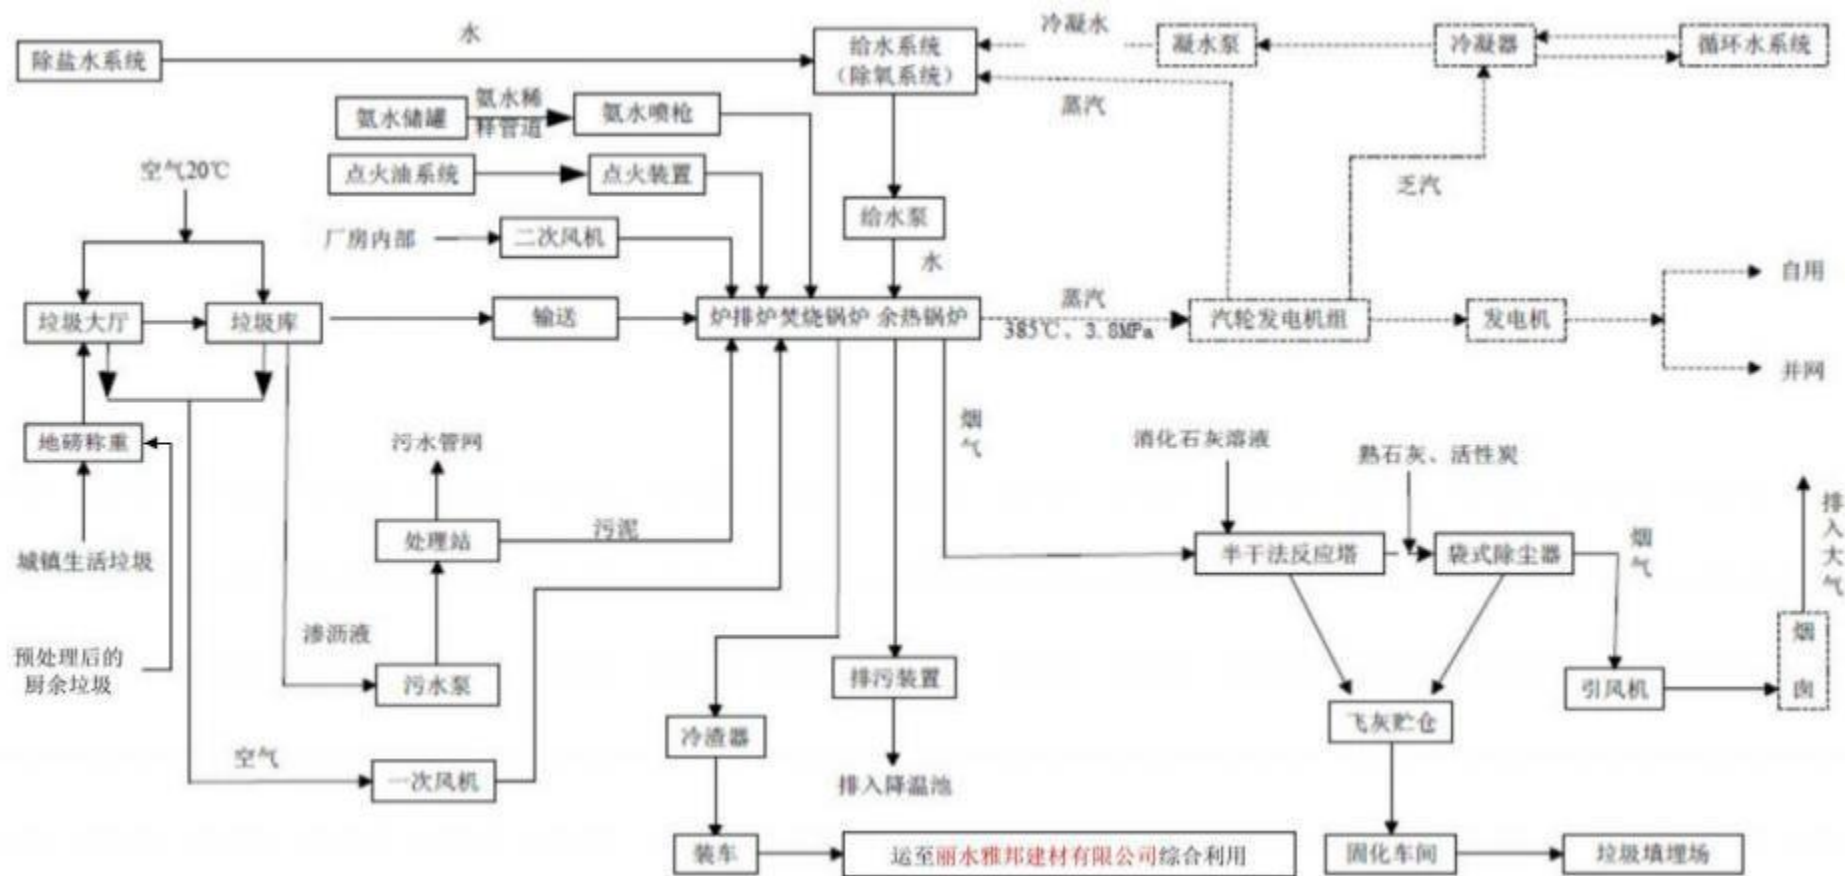 除盐水系统
水
给水系统
（除氧系统）
冷凝水
凝水泵
冷凝器
循环水系统
氨水储罐
氨水稀
释管道
氨水喷枪
蒸汽
点火油系统
点火装置
空气20℃
乏汽
厂房内部
二次风机
给水泵
水
自用
垃圾大厅
垃圾库
输送
炉排炉焚烧锅炉 余热锅炉
蒸汽
385℃、3.8MPa
汽轮发电机组
发电机
并网
地磅称重
污水管网
烟
气
消化石灰溶液
熟石灰、活性炭
城镇生活垃圾
处理站
污泥
半干法反应塔
袋式除尘器
烟
气
排
入
大
气
渗沥液
预处理后的
厨余垃圾
污水泵
排污装置
引风机
烟
囱
冷渣器
飞灰贮仓
空气
一次风机
排入降温池
装车
运至丽水雅邦建材有限公司综合利用
固化车间
垃圾填埋场